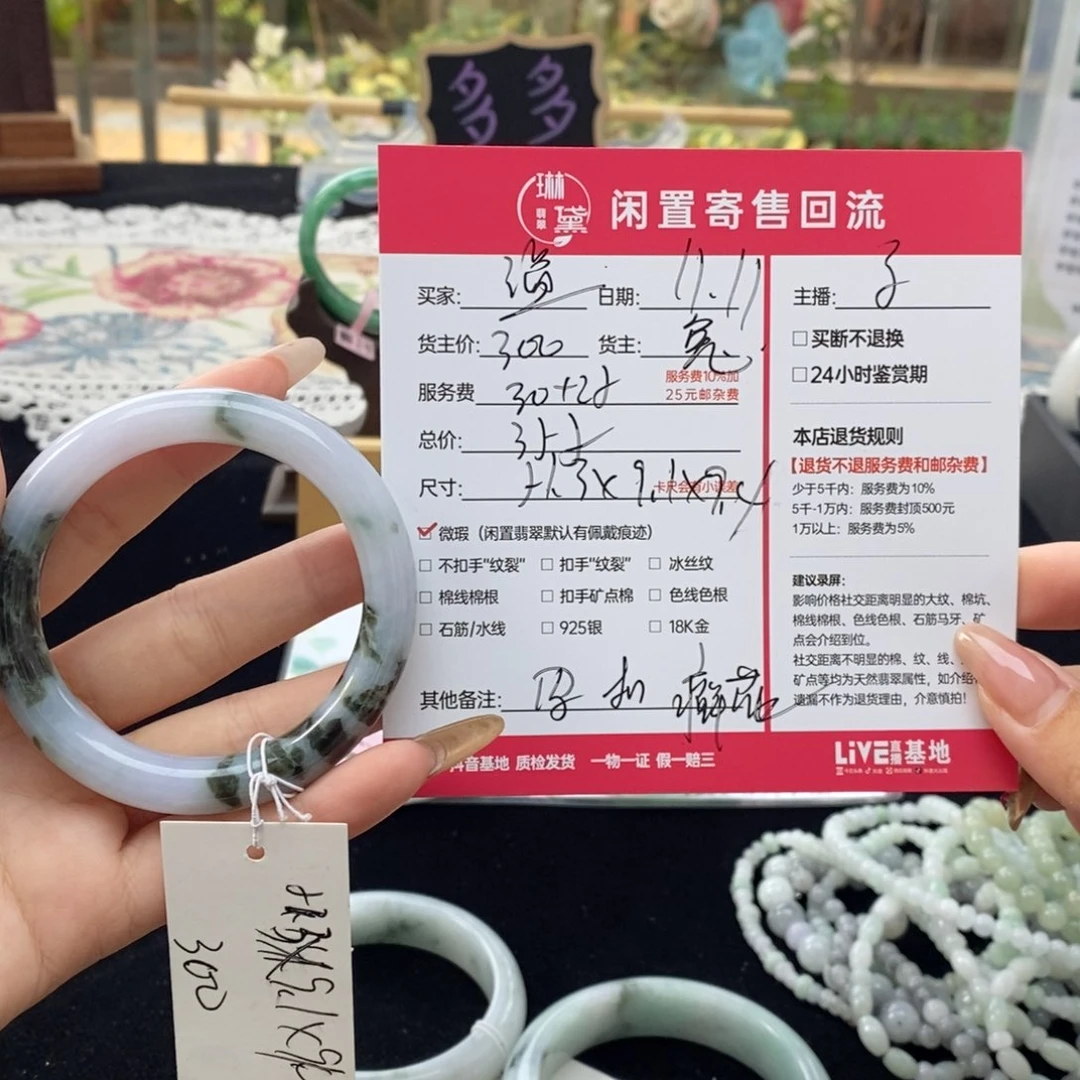 多多
琳黛
翡翠
闲置寄售回流
买家: 日期: 11.11
货主价: 300 货主:
服务费 30+25 服务费10%加
25元邮杂费
总价: 355
尺寸: 卡尺会有小误差
微瑕（闲置翡翠默认有佩戴痕迹）
不扣手“纹裂” 扣手“纹裂” 冰丝纹
棉线棉根 扣手矿点棉 色线色根
石筋/水线 925银 18K金
其他备注:
抖音基地 质检发货 一物一证 假一赔三
主播:
买断不退换
24小时鉴赏期
本店退货规则
【退货不退服务费和邮杂费】
少于5千内：服务费为10%
5千-1万内：服务费封顶500元
1万以上：服务费为5%
建议录屏:
影响价格社交距离明显的大纹、棉坑、
棉线棉根、色线色根、石筋马牙、矿
点会介绍到位。
社交距离不明显的棉、纹、线、
矿点等均为天然翡翠属性，如介绍
遗漏不作为退货理由，介意慎拍！
LIVE直播基地
300